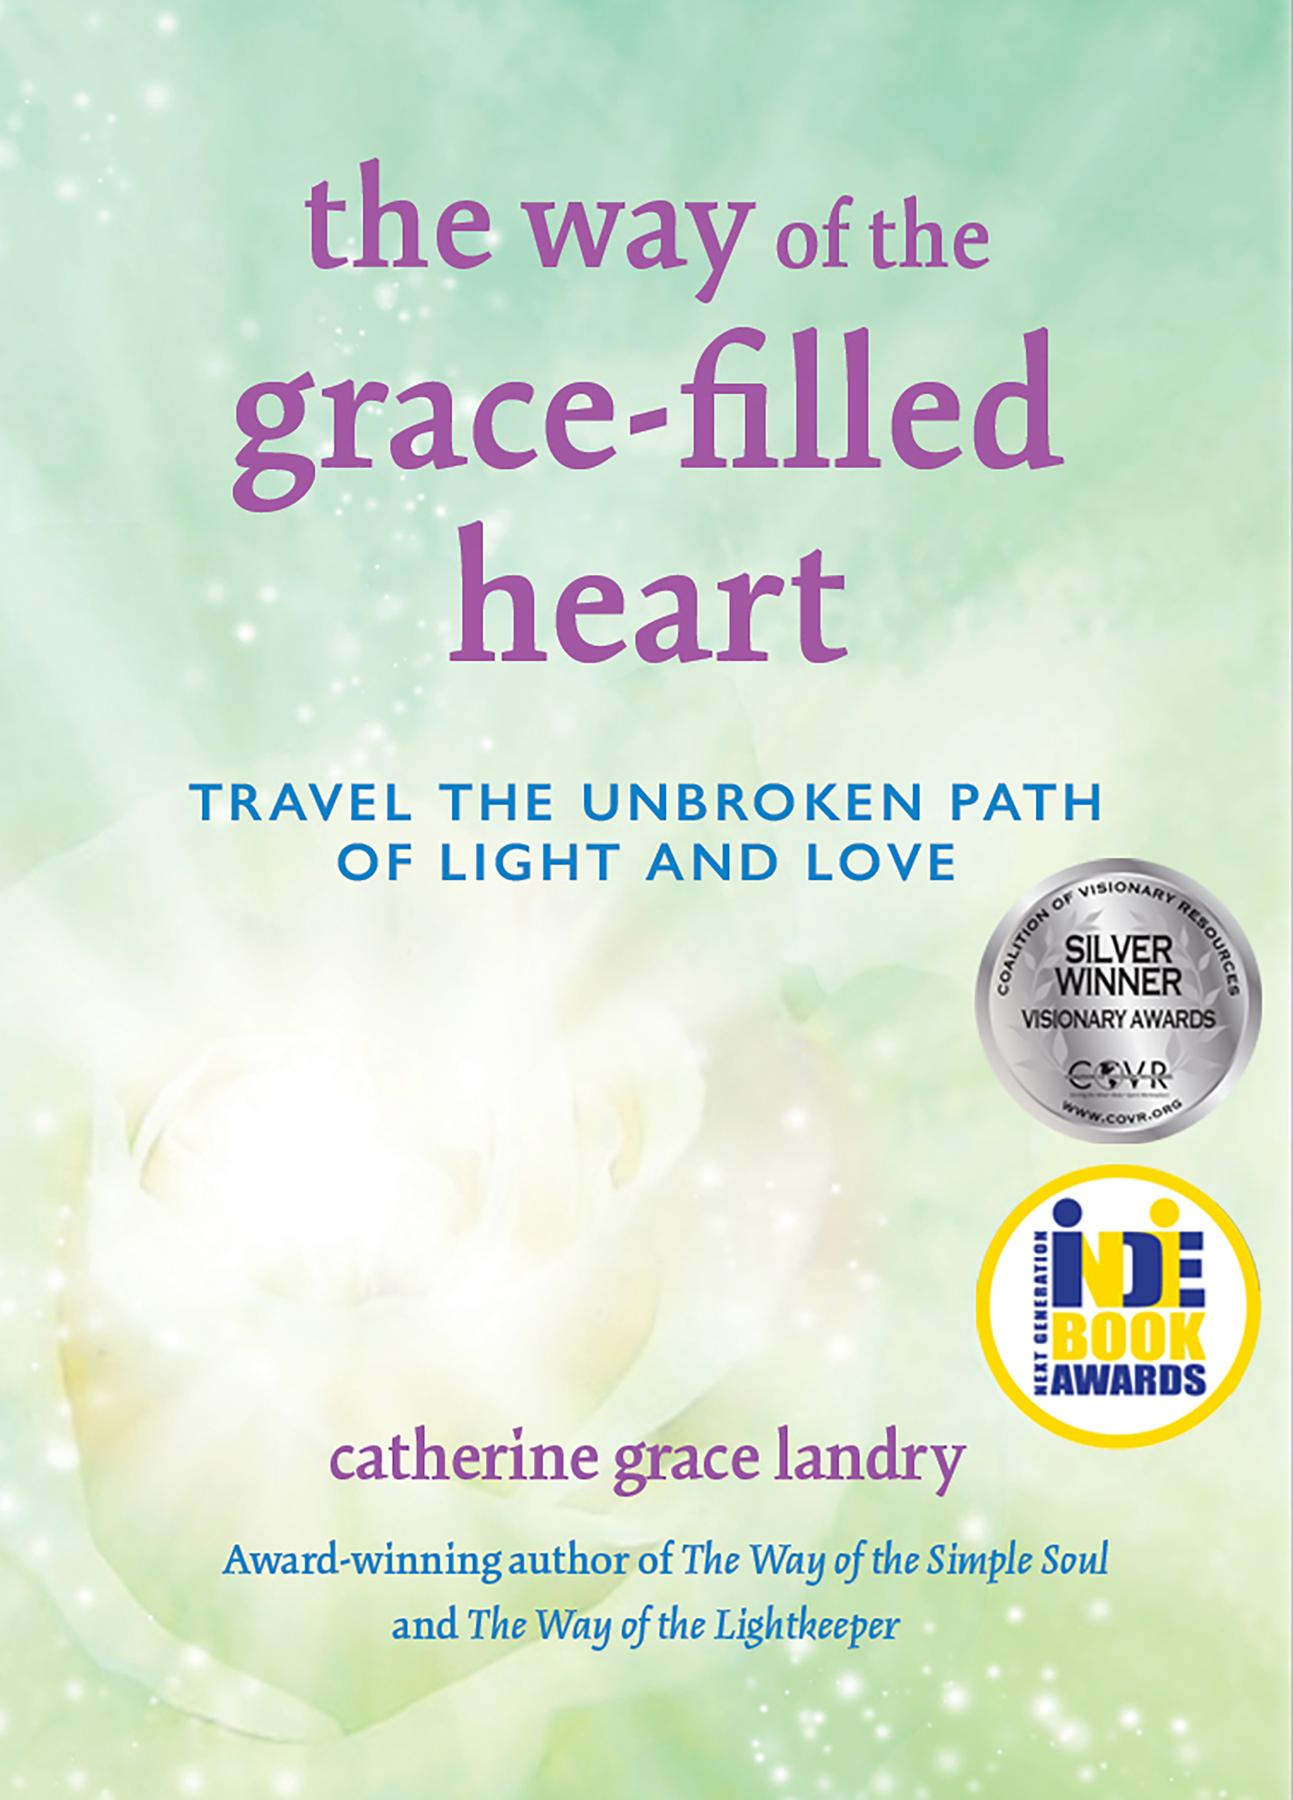 the way of the
grace-filled
heart
TRAVEL THE UNBROKEN PATH
OF LIGHT AND LOVE
COALITION OF VISIONARY RESOURCES
SILVER
WINNER
VISIONARY AWARDS
COVR
WWW.COVR.ORG
NEXT GENERATION
INDIE
BOOK
AWARDS
catherine grace landry
Award-winning author of The Way of the Simple Soul
and The Way of the Lightkeeper